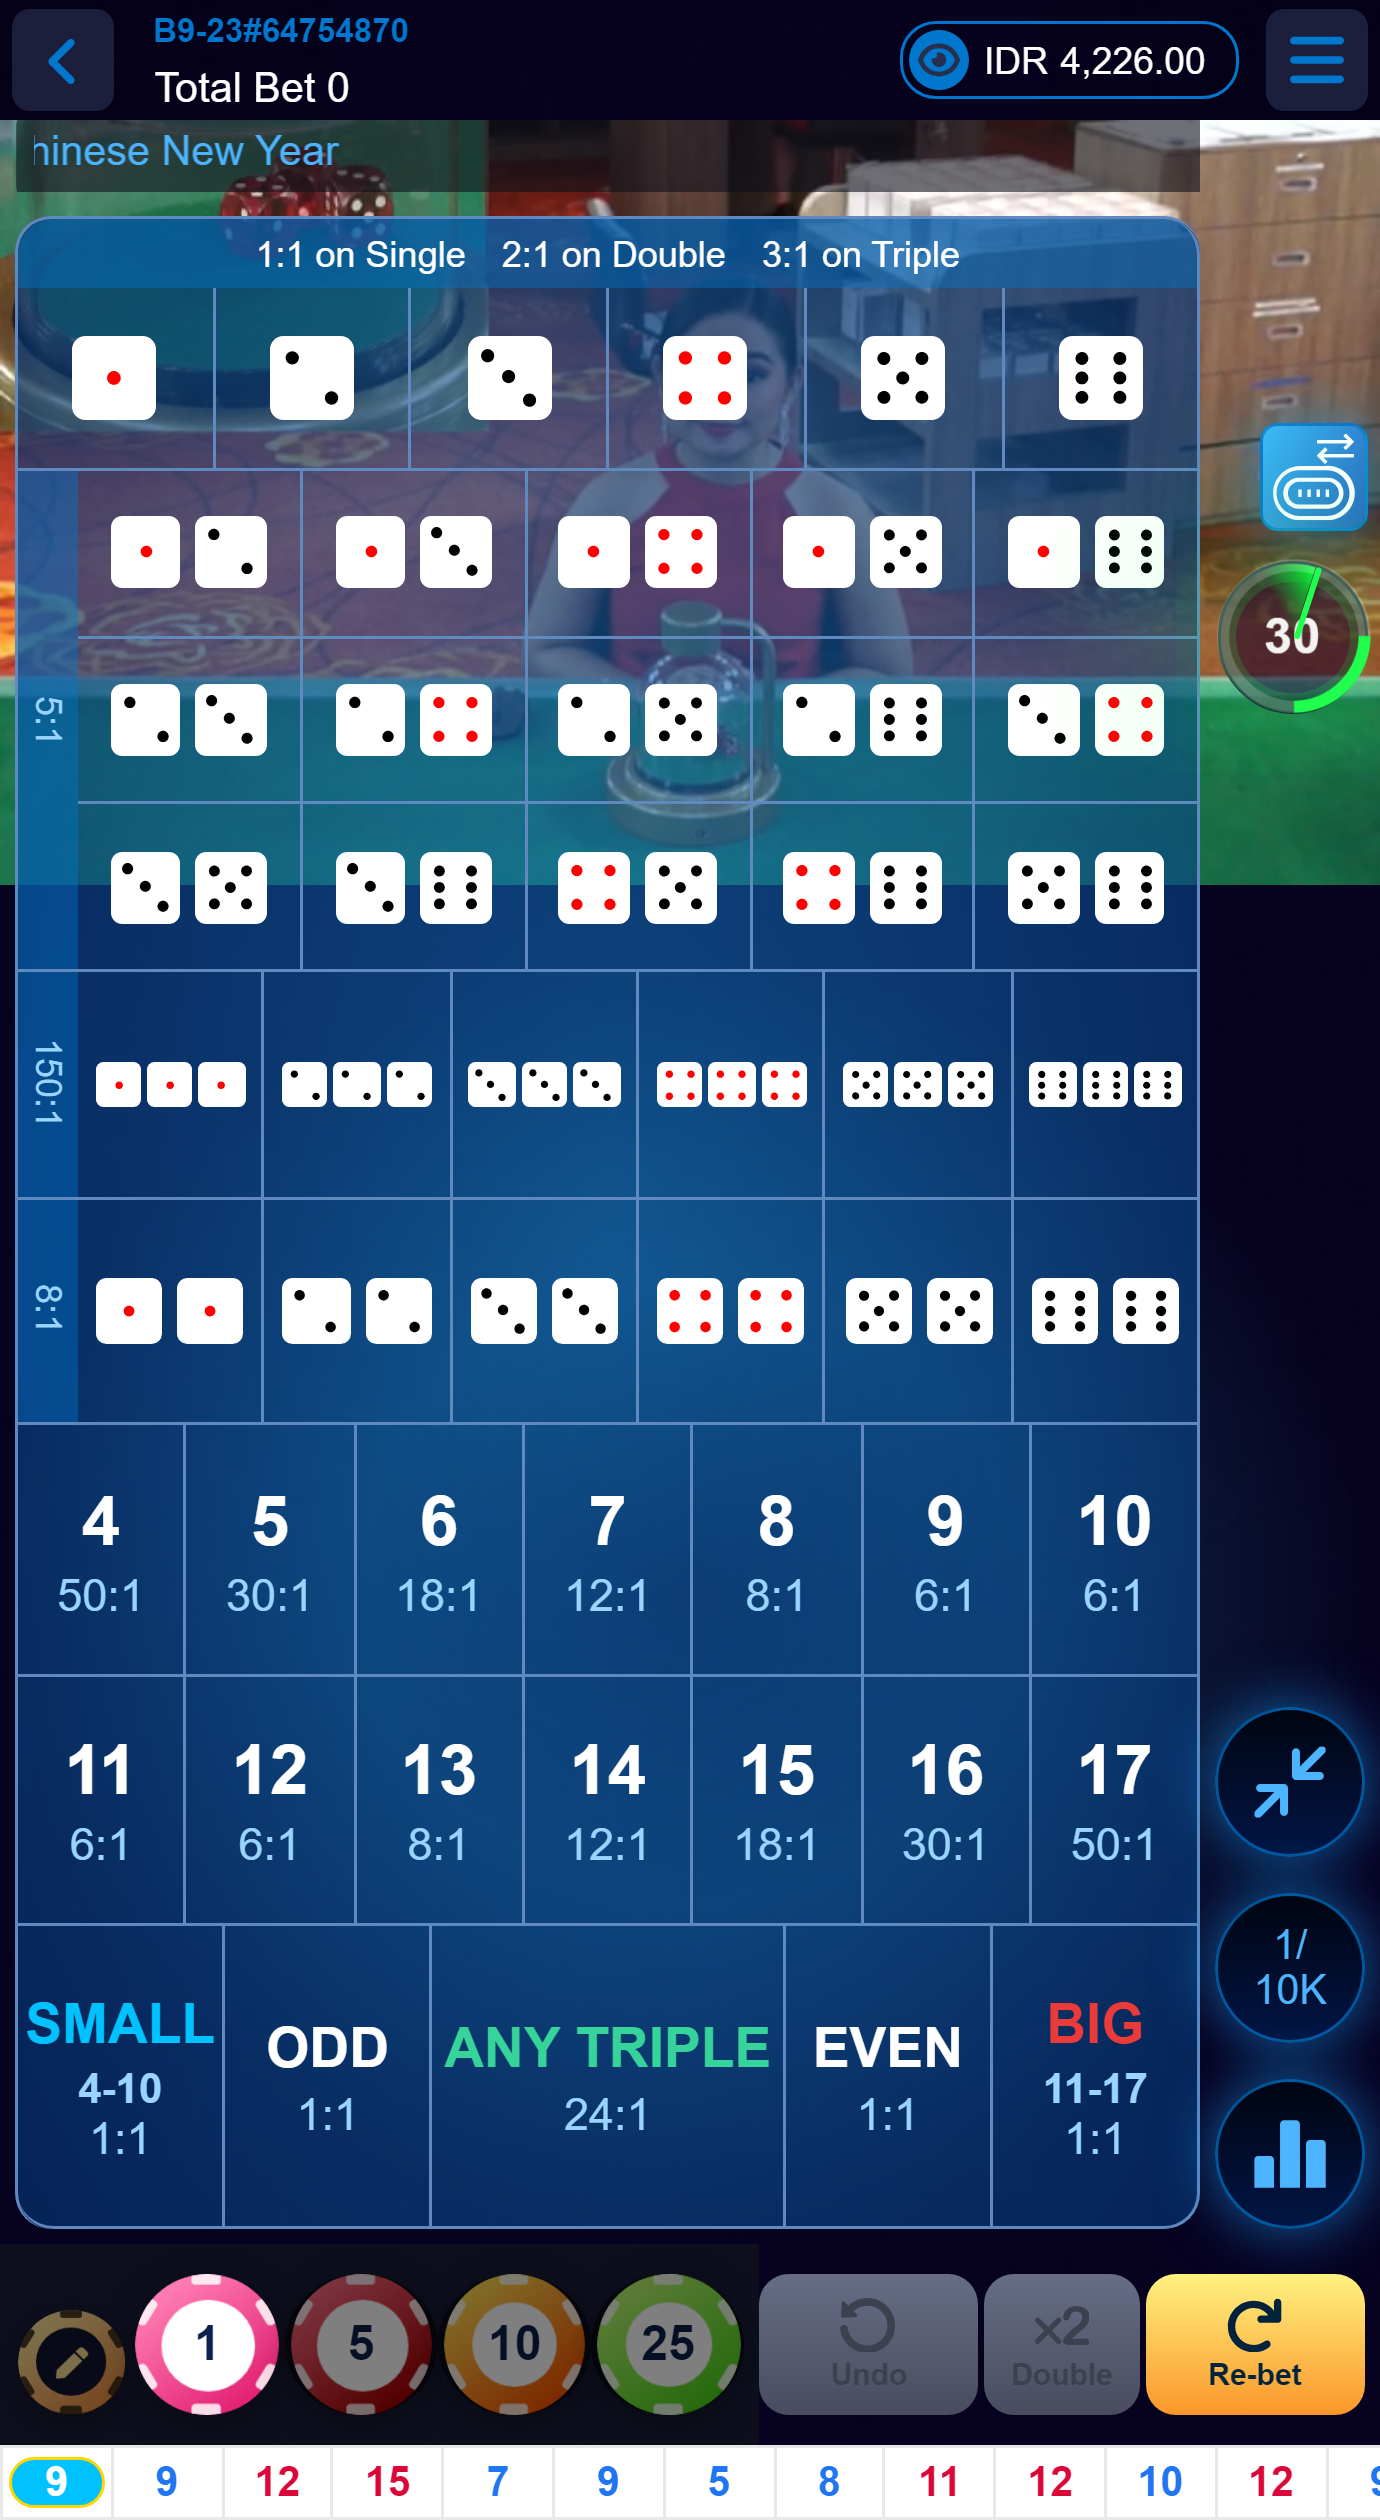 B9-23#64754870
Total Bet 0
IDR 4,226.00
hinese New Year
1:1 on Single 2:1 on Double 3:1 on Triple
30
5:1
150:1
8:1
4 5 6 7 8 9 10
50:1 30:1 18:1 12:1 8:1 6:1 6:1
11 12 13 14 15 16 17
6:1 6:1 8:1 12:1 18:1 30:1 50:1
1/
10K
SMALL ODD ANY TRIPLE EVEN BIG
4-10 11-17
1:1 1:1 24:1 1:1 1:1
1 5 10 25
x2
Undo Double Re-bet
9 9 12 15 7 9 5 8 11 12 10 12